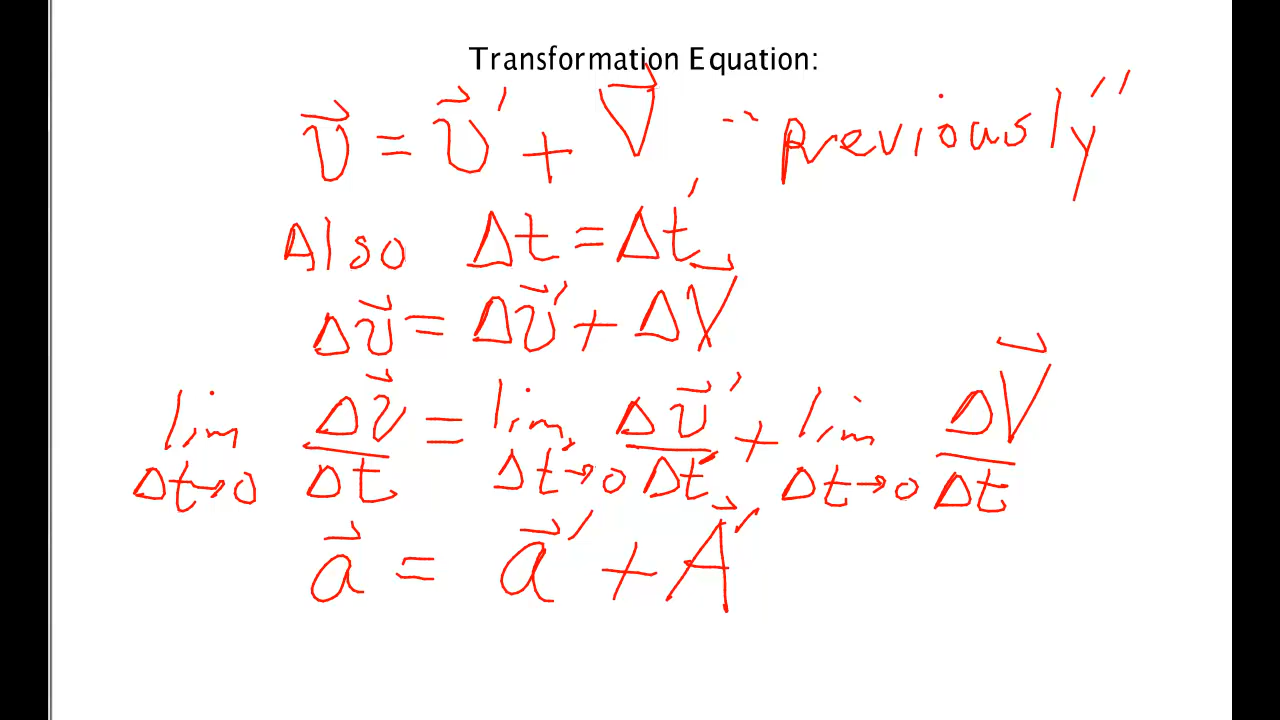 Transformation Equation:
v⃗ = v⃗′ + V⃗ "previously"
Also Δt = Δt′
Δv⃗ = Δv⃗′ + ΔV⃗
lim Δt→0 Δv⃗/Δt = lim Δt′→0 Δv⃗′/Δt′ + lim Δt→0 ΔV⃗/Δt
a⃗ = a⃗′ + A⃗′